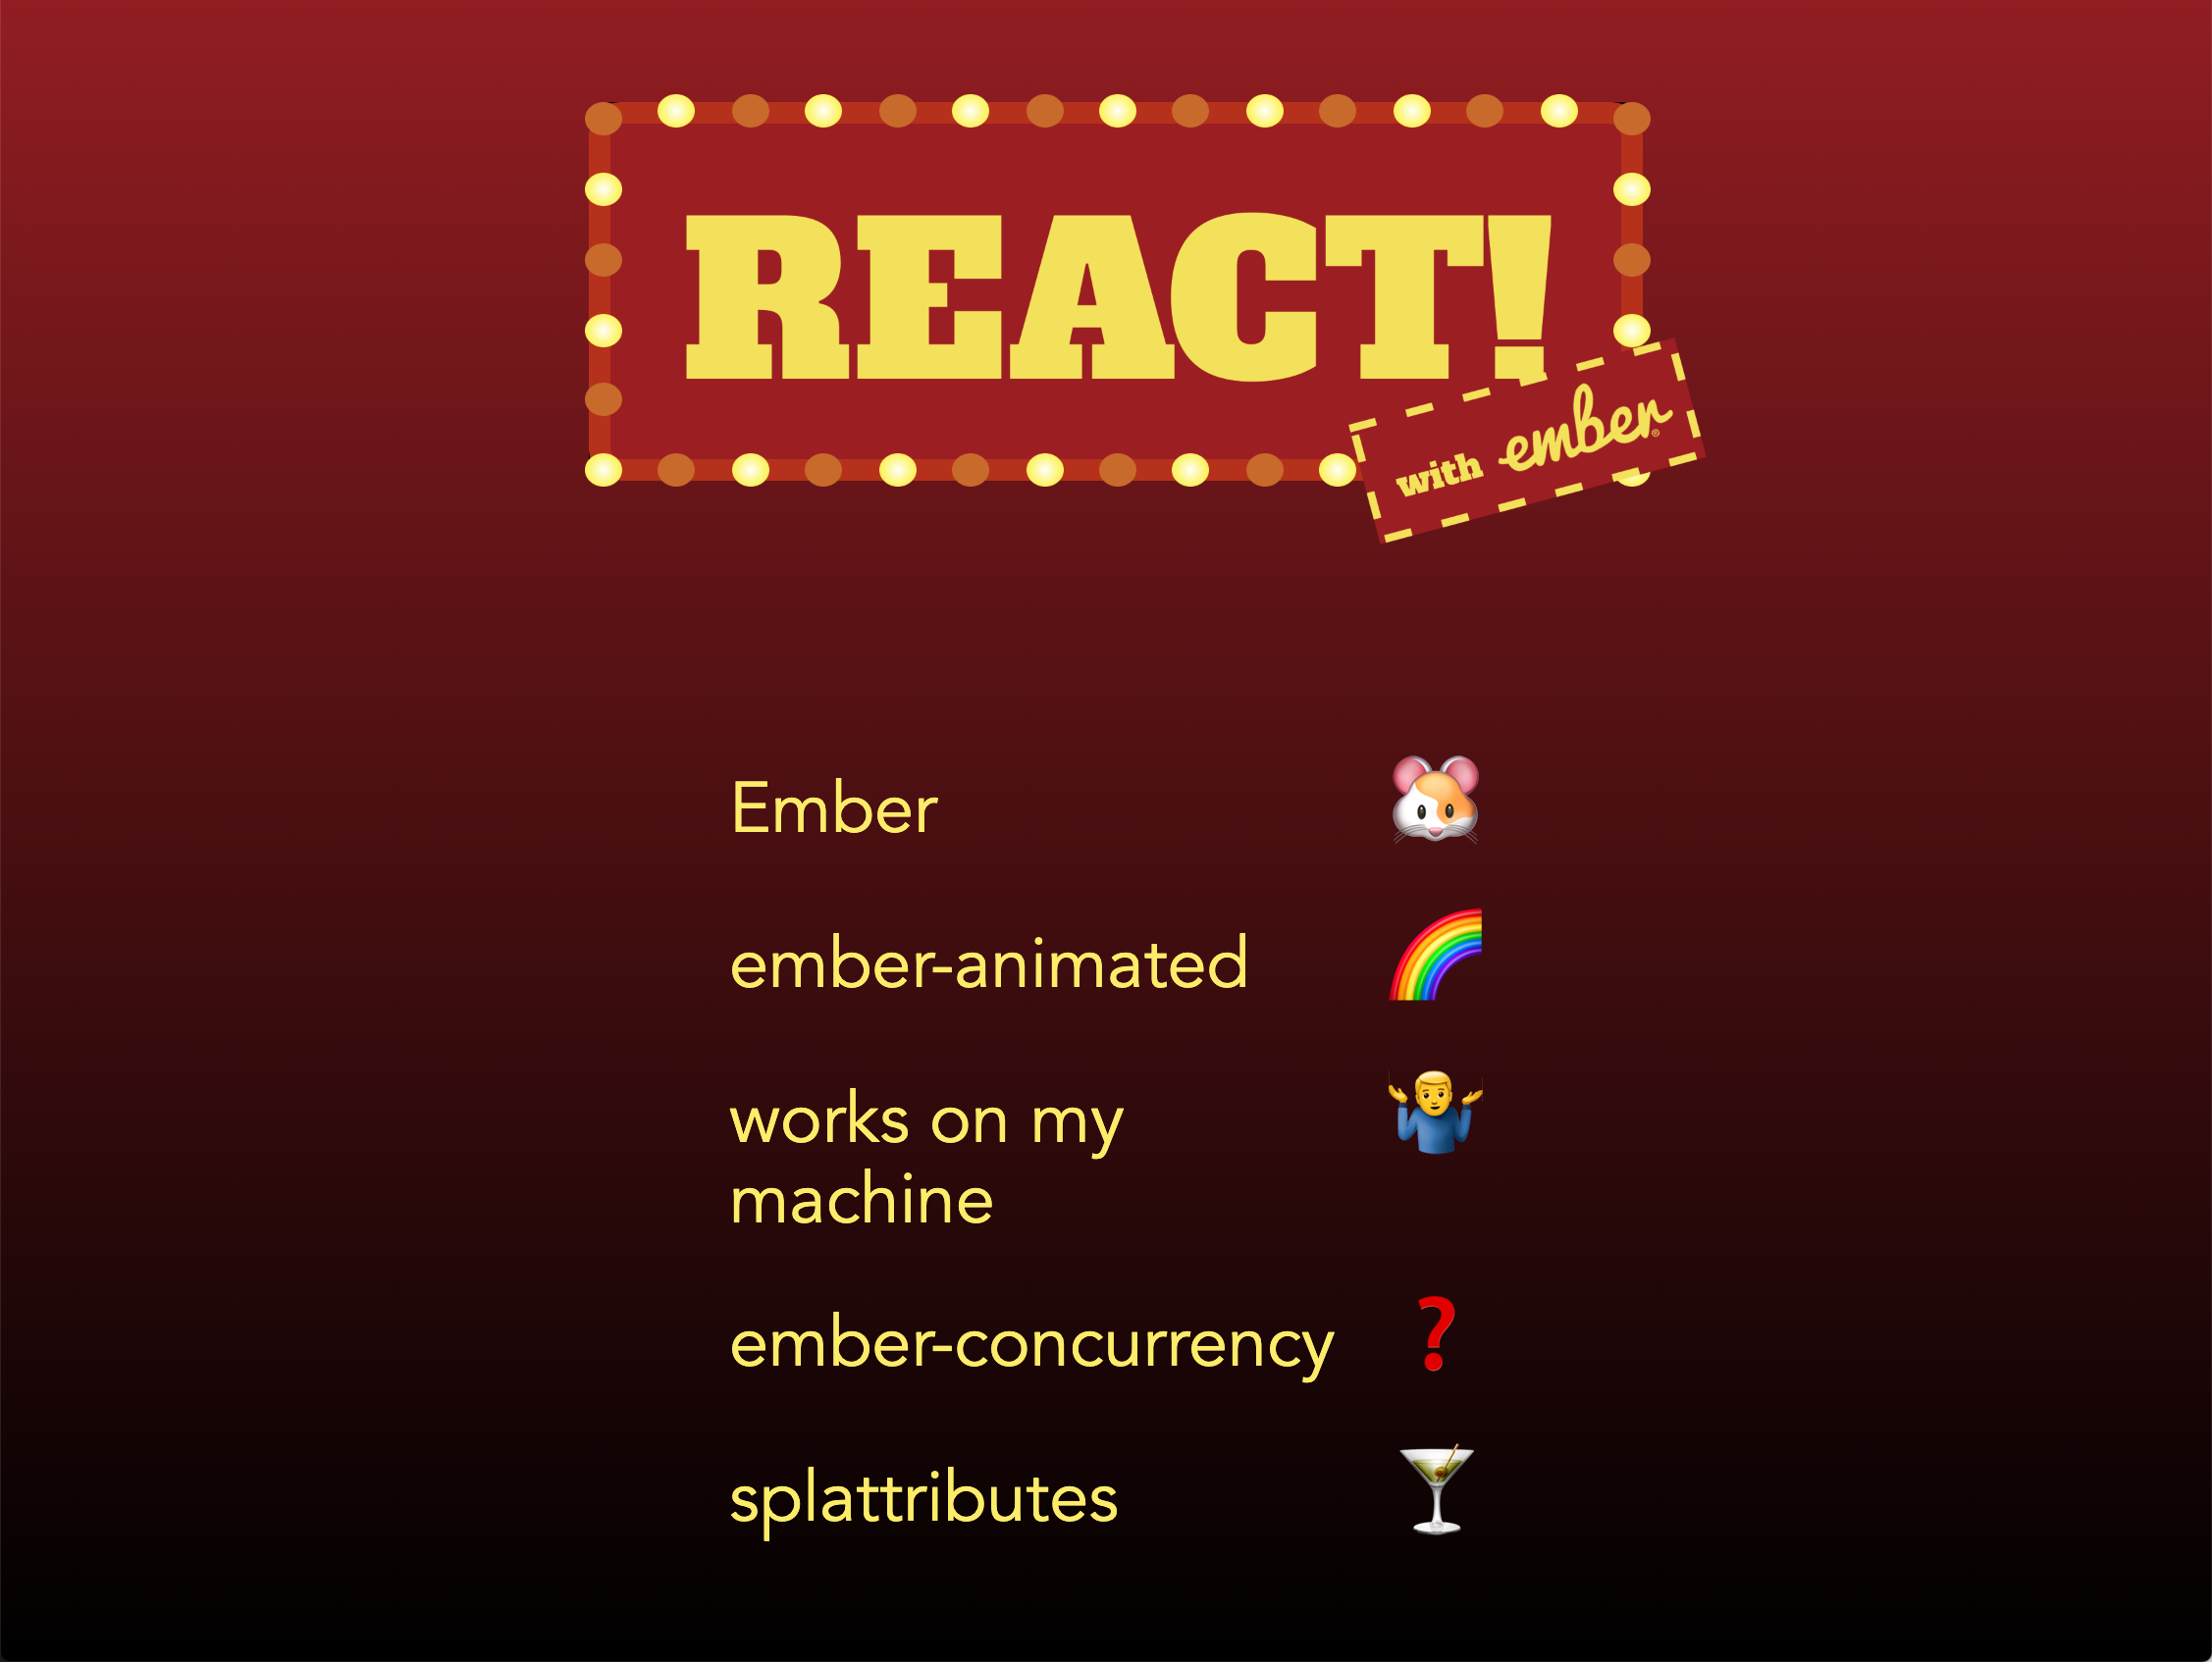 REACT!
with ember®
Ember 🐹
ember-animated 🌈
works on my 🤷‍♂️
machine
ember-concurrency ❓
splattributes 🍸